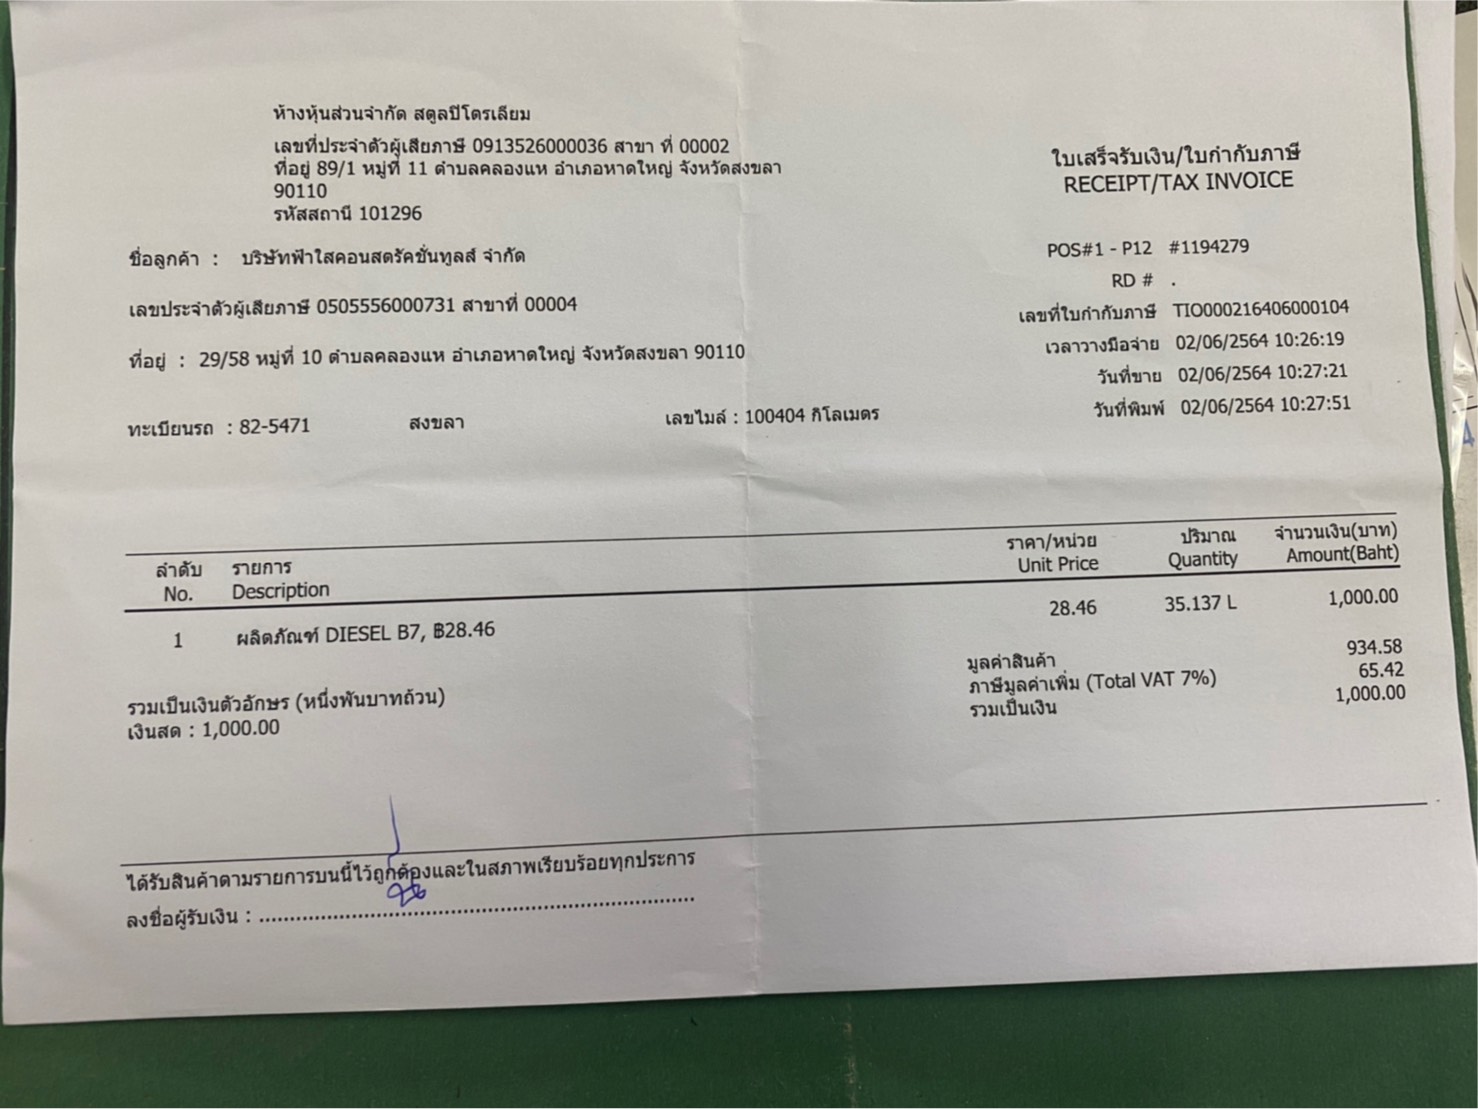 ห้างหุ้นส่วนจำกัด สตูลปิโตรเลียม
เลขที่ประจำตัวผู้เสียภาษี 0913526000036 สาขา ที่ 00002
ที่อยู่ 89/1 หมู่ที่ 11 ตำบลคลองแห อำเภอหาดใหญ่ จังหวัดสงขลา
90110
รหัสสถานี 101296
ใบเสร็จรับเงิน/ใบกำกับภาษี
RECEIPT/TAX INVOICE
ชื่อลูกค้า : บริษัทฟ้าใสคอนสตรัคชั่นทูลส์ จำกัด
เลขประจำตัวผู้เสียภาษี 0505556000731 สาขาที่ 00004
ที่อยู่ : 29/58 หมู่ที่ 10 ตำบลคลองแห อำเภอหาดใหญ่ จังหวัดสงขลา 90110
ทะเบียนรถ : 82-5471 สงขลา เลขไมล์ : 100404 กิโลเมตร
POS#1 - P12 #1194279
RD # .
เลขที่ใบกำกับภาษี TIO000216406000104
เวลาวางมือจ่าย 02/06/2564 10:26:19
วันที่ขาย 02/06/2564 10:27:21
วันที่พิมพ์ 02/06/2564 10:27:51
ลำดับ รายการ ราคา/หน่วย ปริมาณ จำนวนเงิน(บาท)
No. Description Unit Price Quantity Amount(Baht)
1 ผลิตภัณฑ์ DIESEL B7, ฿28.46 28.46 35.137 L 1,000.00
มูลค่าสินค้า 934.58
ภาษีมูลค่าเพิ่ม (Total VAT 7%) 65.42
รวมเป็นเงิน 1,000.00
รวมเป็นเงินตัวอักษร (หนึ่งพันบาทถ้วน)
เงินสด : 1,000.00
ได้รับสินค้าตามรายการบนนี้ไว้ถูกต้องและในสภาพเรียบร้อยทุกประการ
ลงชื่อผู้รับเงิน : ......................................................................